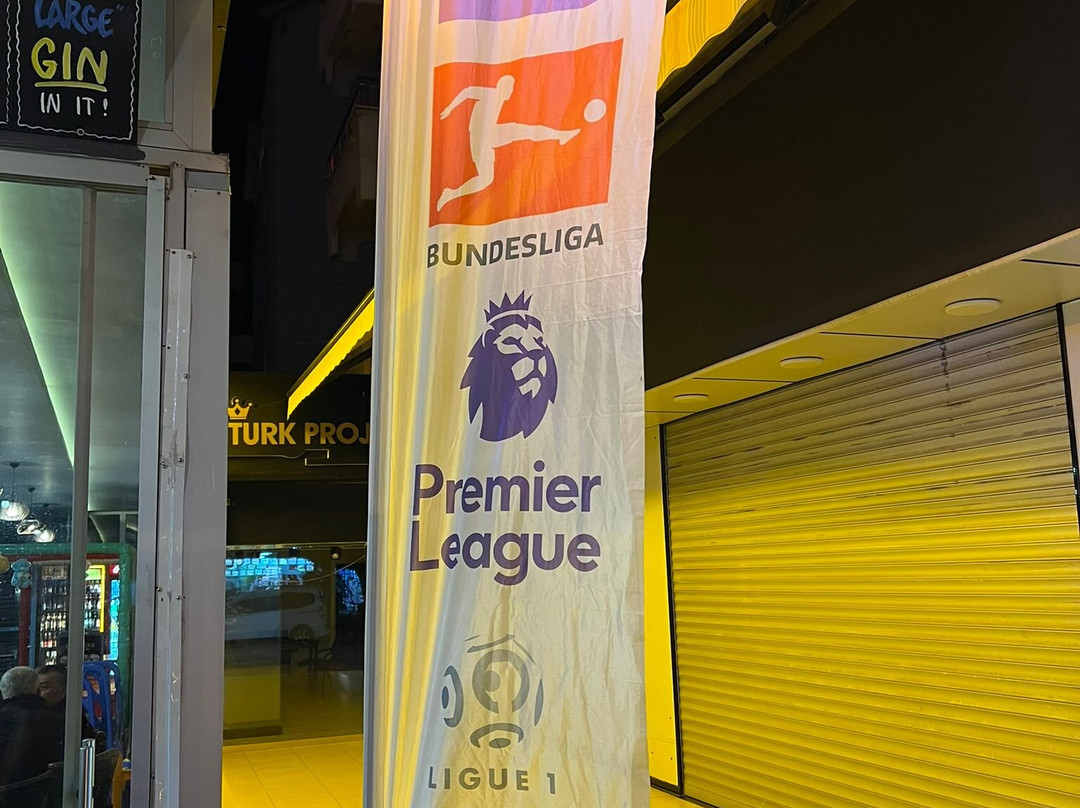 LARGE"
GIN
IN IT!
BUNDESLIGA
TURK PROJ
Premier
League
LIGUE 1